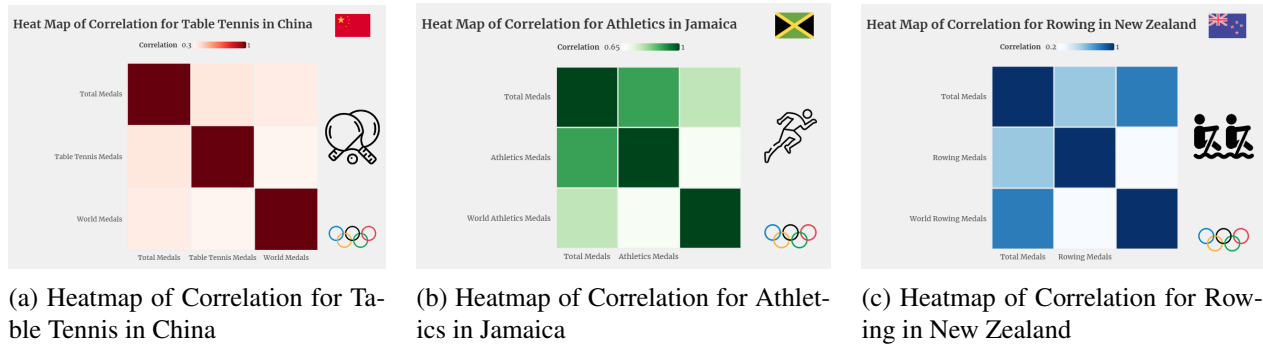 Heat Map of Correlation for Table Tennis in China
Correlation 0.3 1
Total Medals
Table Tennis Medals
World Medals
Total Medals Table Tennis Medals World Medals
(a) Heatmap of Correlation for Ta-
ble Tennis in China
Heat Map of Correlation for Athletics in Jamaica
Correlation 0.65 1
Total Medals
Athletics Medals
World Athletics Medals
Total Medals Athletics Medals
(b) Heatmap of Correlation for Athlet-
ics in Jamaica
Heat Map of Correlation for Rowing in New Zealand
Correlation 0.2 1
Total Medals
Rowing Medals
World Rowing Medals
Total Medals Rowing Medals
(c) Heatmap of Correlation for Row-
ing in New Zealand